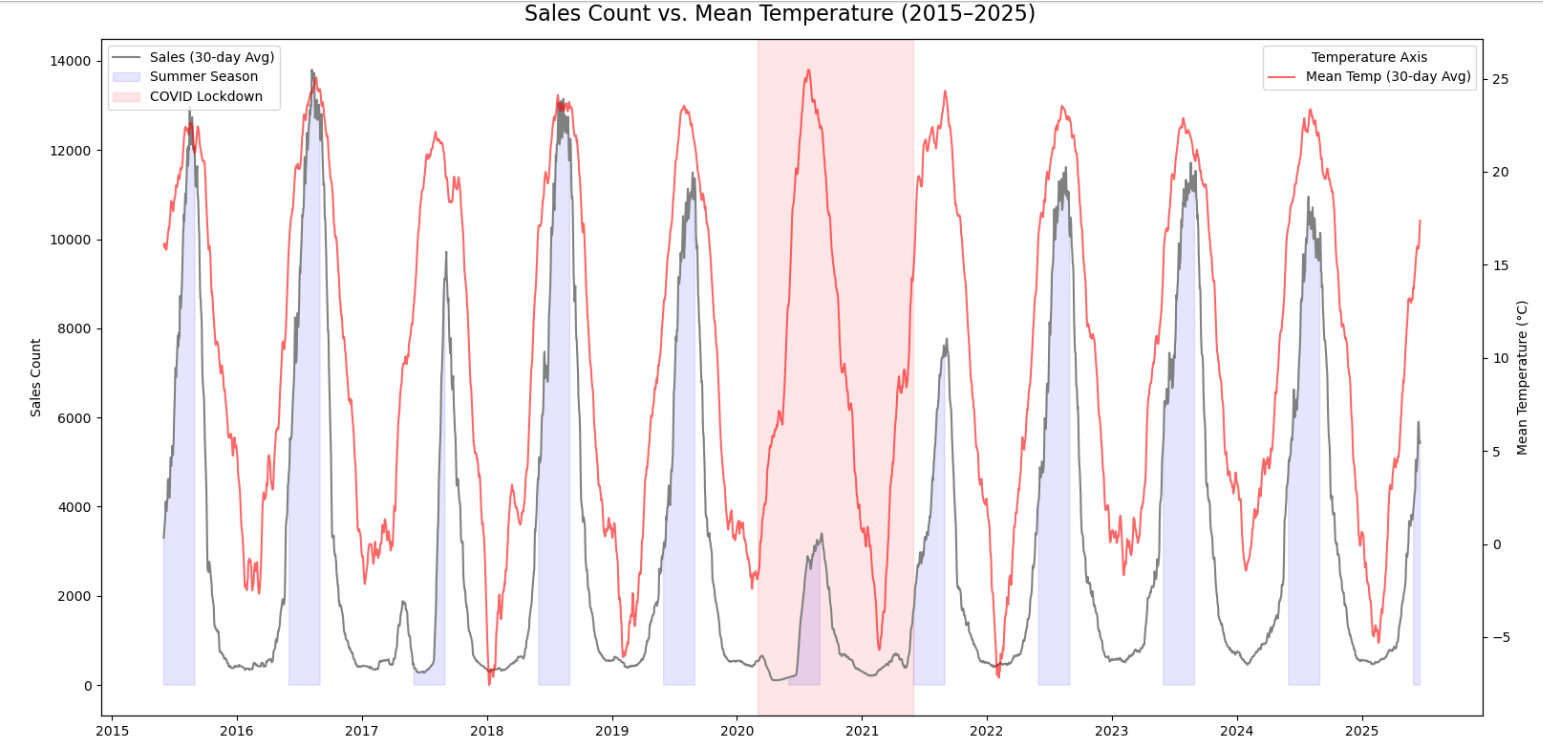 Sales Count vs. Mean Temperature (2015–2025)
Sales (30-day Avg)
Summer Season
COVID Lockdown
Temperature Axis
Mean Temp (30-day Avg)
14000
12000
10000
8000
6000
4000
2000
0
Sales Count
25
20
15
10
5
0
−5
Mean Temperature (°C)
2015 2016 2017 2018 2019 2020 2021 2022 2023 2024 2025